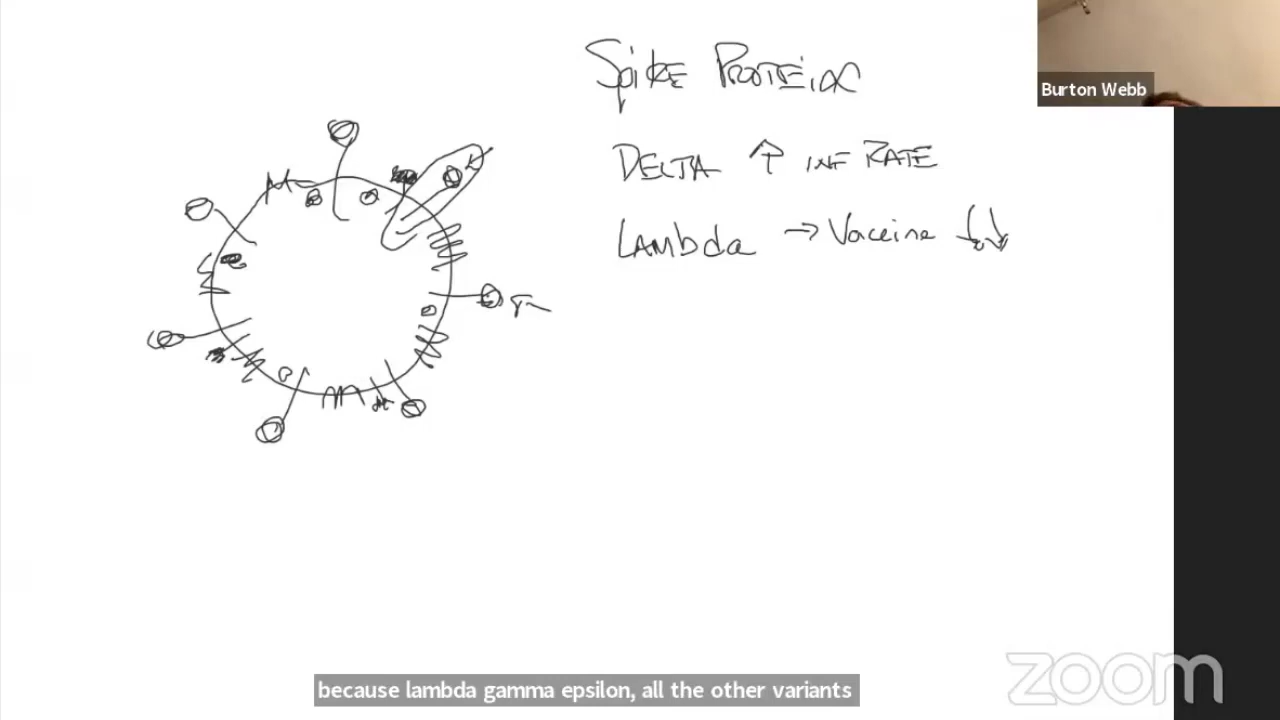 Spike PROTEIN
Burton Webb
DELTA ↑ INF RATE
LAMBDA → Vaccine ↓↓
because lambda gamma epsilon, all the other variants
zoom